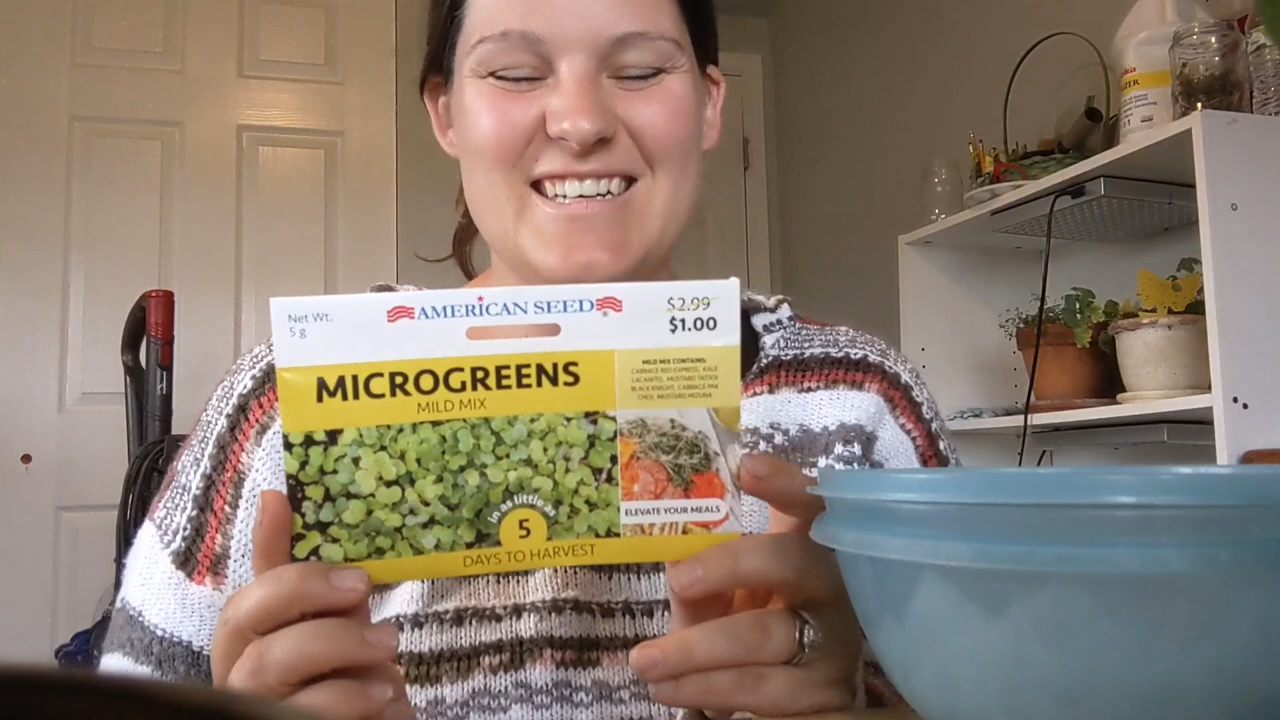 Net Wt.
5 g
AMERICAN SEED®
$2.99
$1.00
MICROGREENS
MILD MIX
MILD MIX CONTAINS:
CABBAGE RED EXPRESS, KALE
LACANITO, MUSTARD TATSOI
BLACK KNIGHT, CABBAGE PAK
CHOI, MUSTARD MIZUNA
in as little as
5
DAYS TO HARVEST
ELEVATE YOUR MEALS